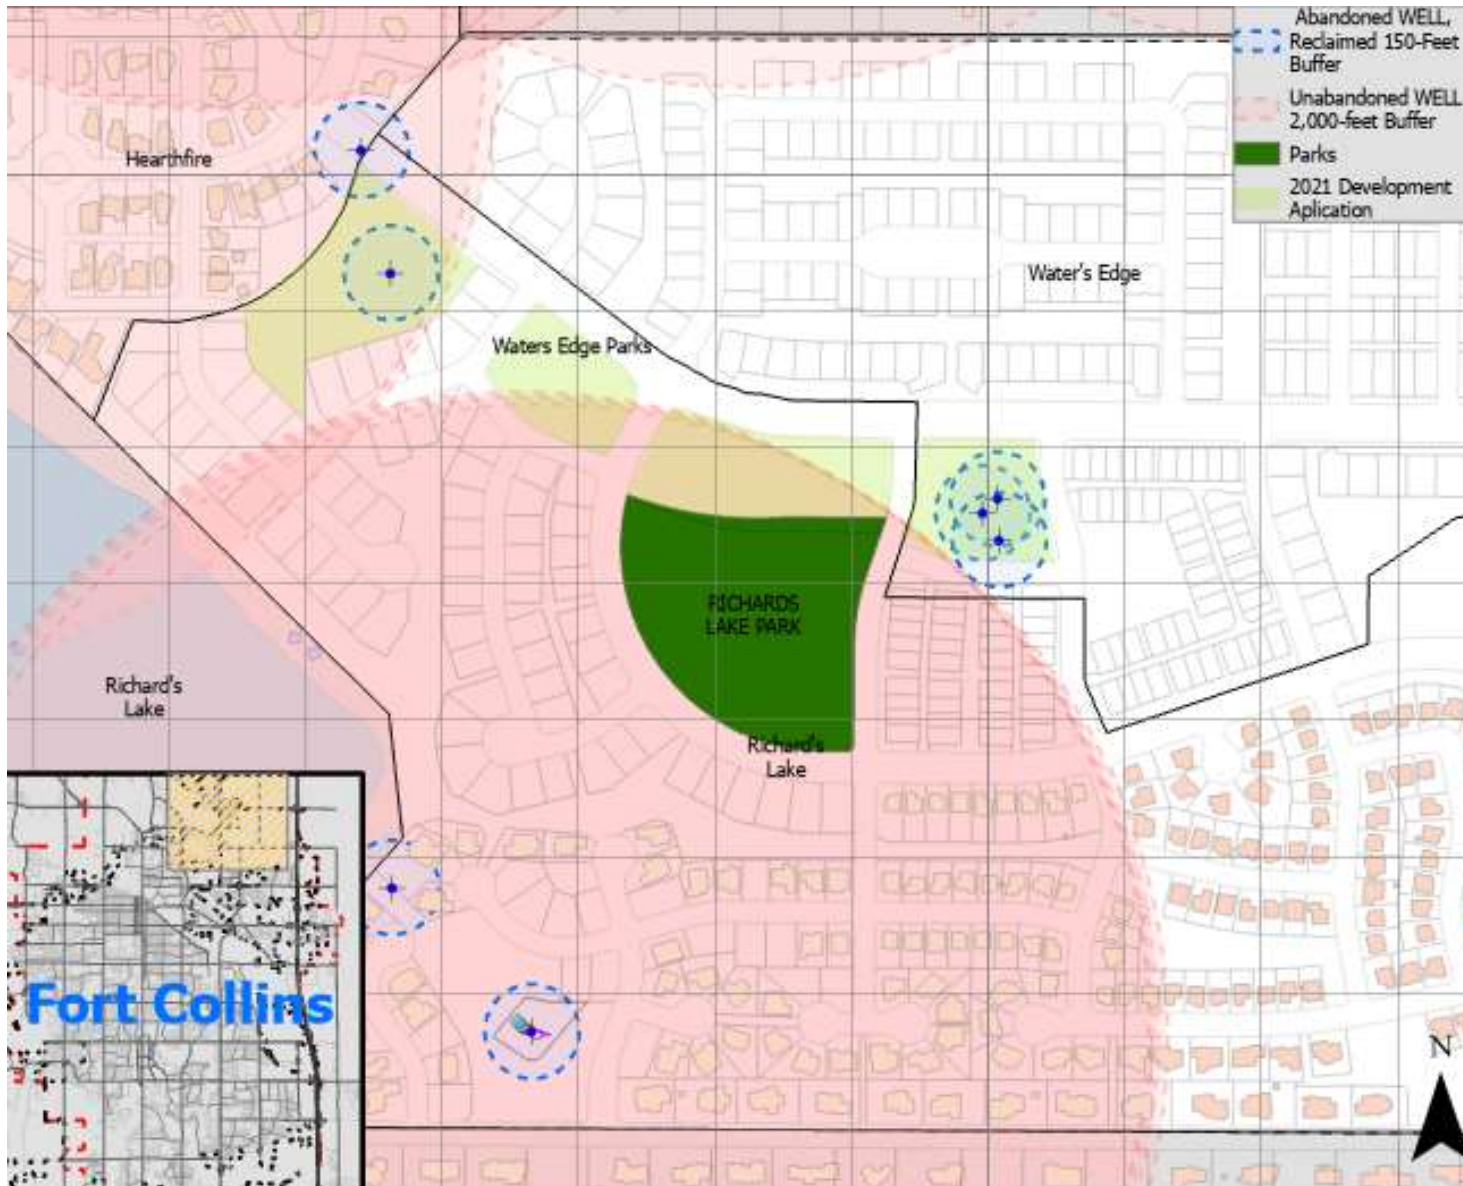 Abandoned WELL,
Reclaimed 150-Feet
Buffer
Unabandoned WELL
2,000-feet Buffer
Parks
2021 Development
Aplication
Hearthfire
Water's Edge
Waters Edge Parks
RICHARDS
LAKE PARK
Richard's
Lake
Richard's
Lake
Fort Collins
N